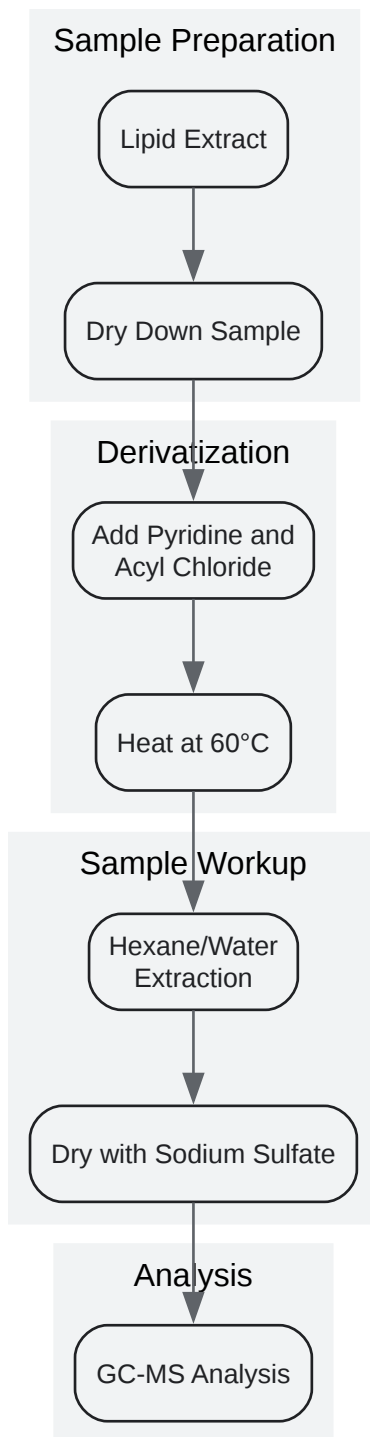 Sample Preparation
Lipid Extract
Dry Down Sample
Derivatization
Add Pyridine and
Acyl Chloride
Heat at 60°C
Sample Workup
Hexane/Water
Extraction
Dry with Sodium Sulfate
Analysis
GC-MS Analysis